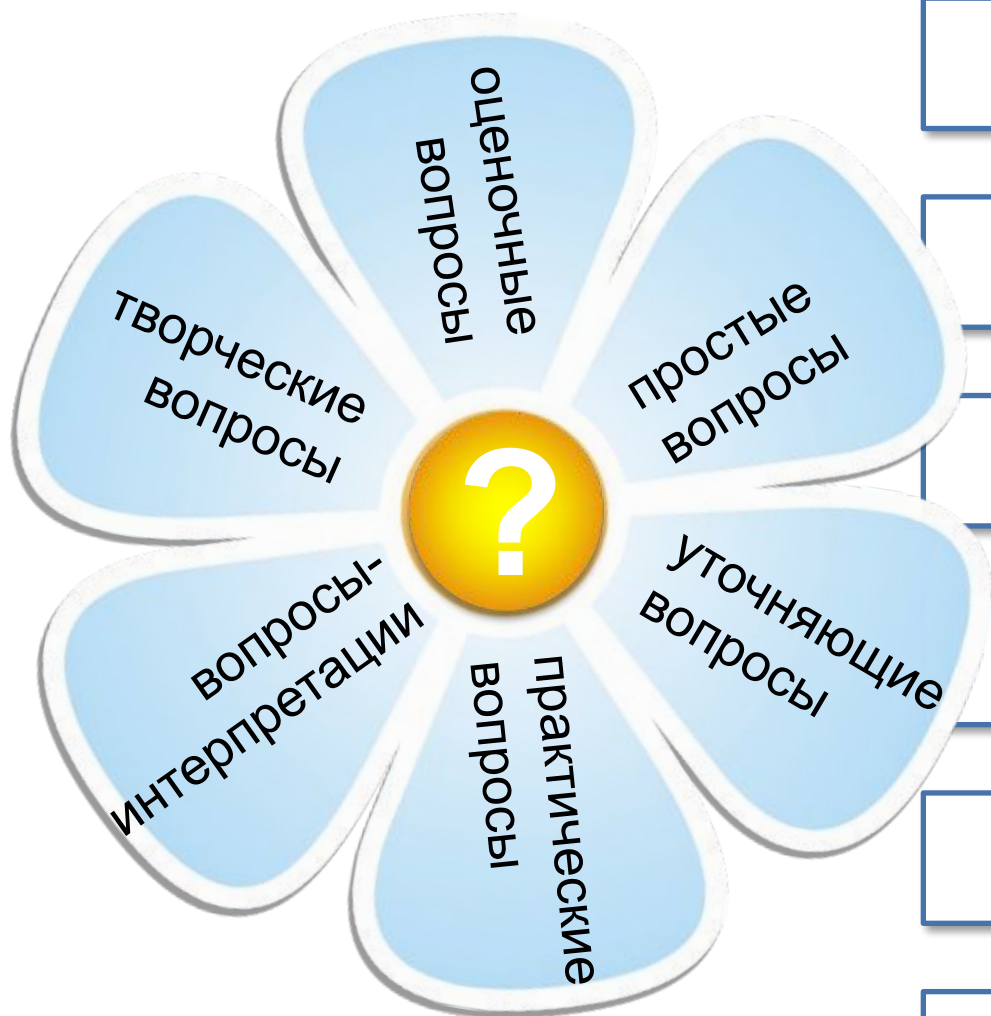 оценочные
вопросы
простые
вопросы
творческие
вопросы
?
уточняющие
вопросы
вопросы-
интерпретации
практические
вопросы